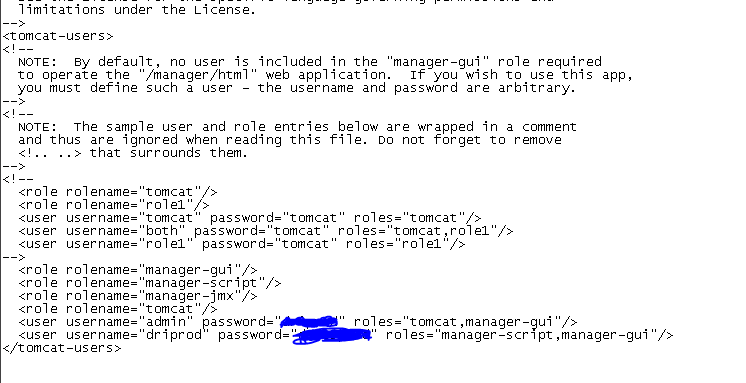 limitations under the License.
-->
<tomcat-users>
<!--
NOTE:  By default, no user is included in the "manager-gui" role required
to operate the "/manager/html" web application.  If you wish to use this app,
you must define such a user - the username and password are arbitrary.
-->
<!--
NOTE:  The sample user and role entries below are wrapped in a comment
and thus are ignored when reading this file. Do not forget to remove
<!.. ..> that surrounds them.
-->
<!--
<role rolename="tomcat"/>
<role rolename="role1"/>
<user username="tomcat" password="tomcat" roles="tomcat"/>
<user username="both" password="tomcat" roles="tomcat,role1"/>
<user username="role1" password="tomcat" roles="role1"/>
-->
<role rolename="manager-gui"/>
<role rolename="manager-script"/>
<role rolename="manager-jmx"/>
<role rolename="tomcat"/>
<user username="admin" password="" roles="tomcat,manager-gui"/>
<user username="driprod" password="" roles="manager-script,manager-gui"/>
</tomcat-users>